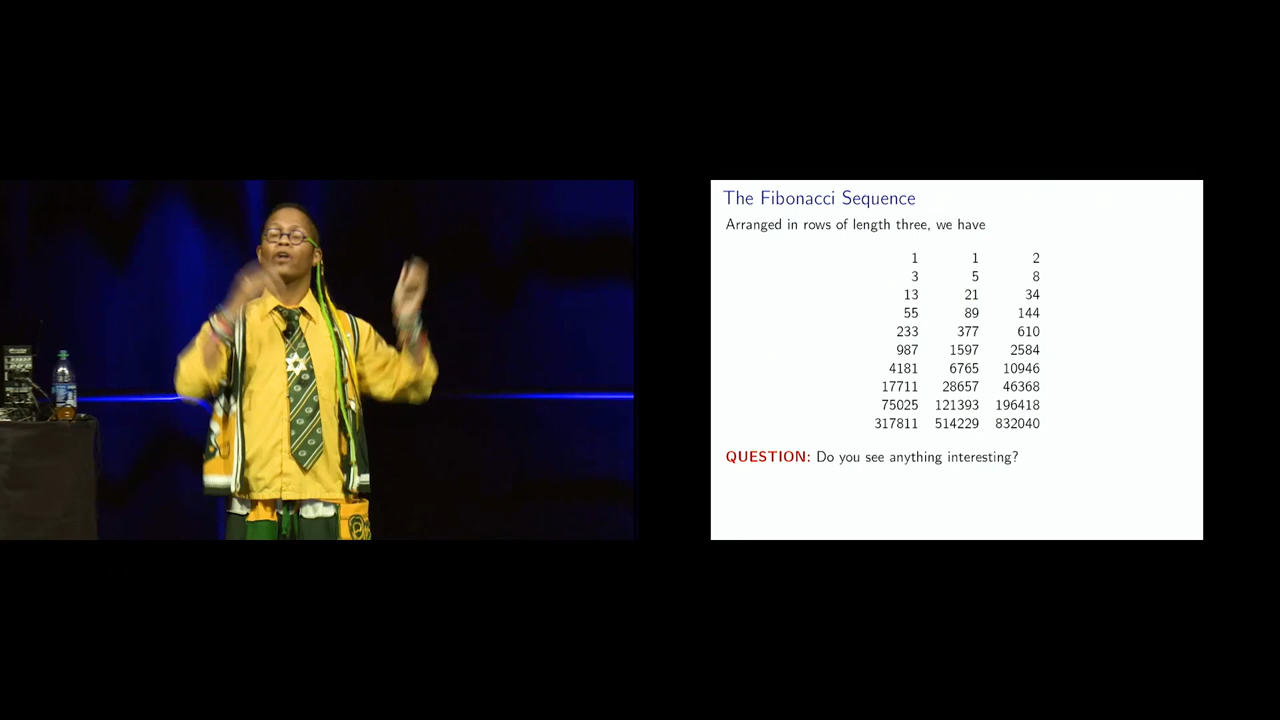 The Fibonacci Sequence
Arranged in rows of length three, we have
1 1 2
3 5 8
13 21 34
55 89 144
233 377 610
987 1597 2584
4181 6765 10946
17711 28657 46368
75025 121393 196418
317811 514229 832040
QUESTION: Do you see anything interesting?